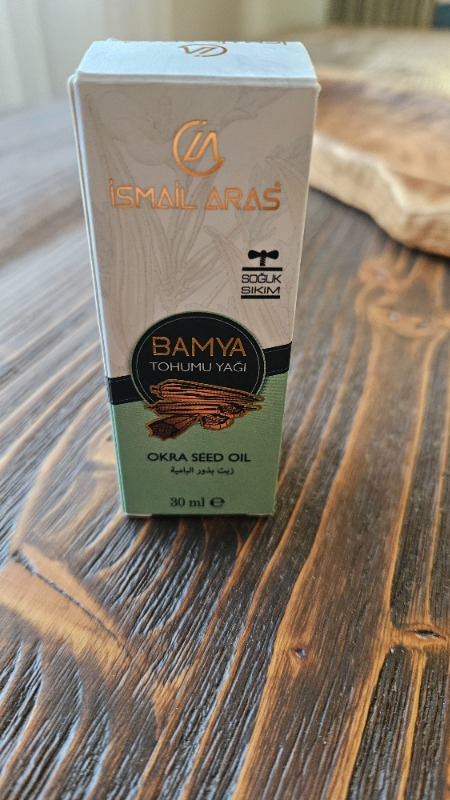 İSMAİL ARAS
SOĞUK
SIKIM
BAMYA
TOHUMU YAĞI
OKRA SEED OIL
زيت بذور البامية
30 ml ℮